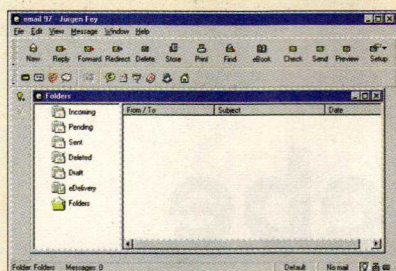 email 97 - Jürgen Fey
File Edit View Message Window Help
New Reply Forward Redirect Delete Store Print Find eBook Check Send Preview Setup
Folders
From / To Subject Date
Incoming
Pending
Sent
Deleted
Draft
eDelivery
Folders
Folder: Folders Messages: 0 Default No mail